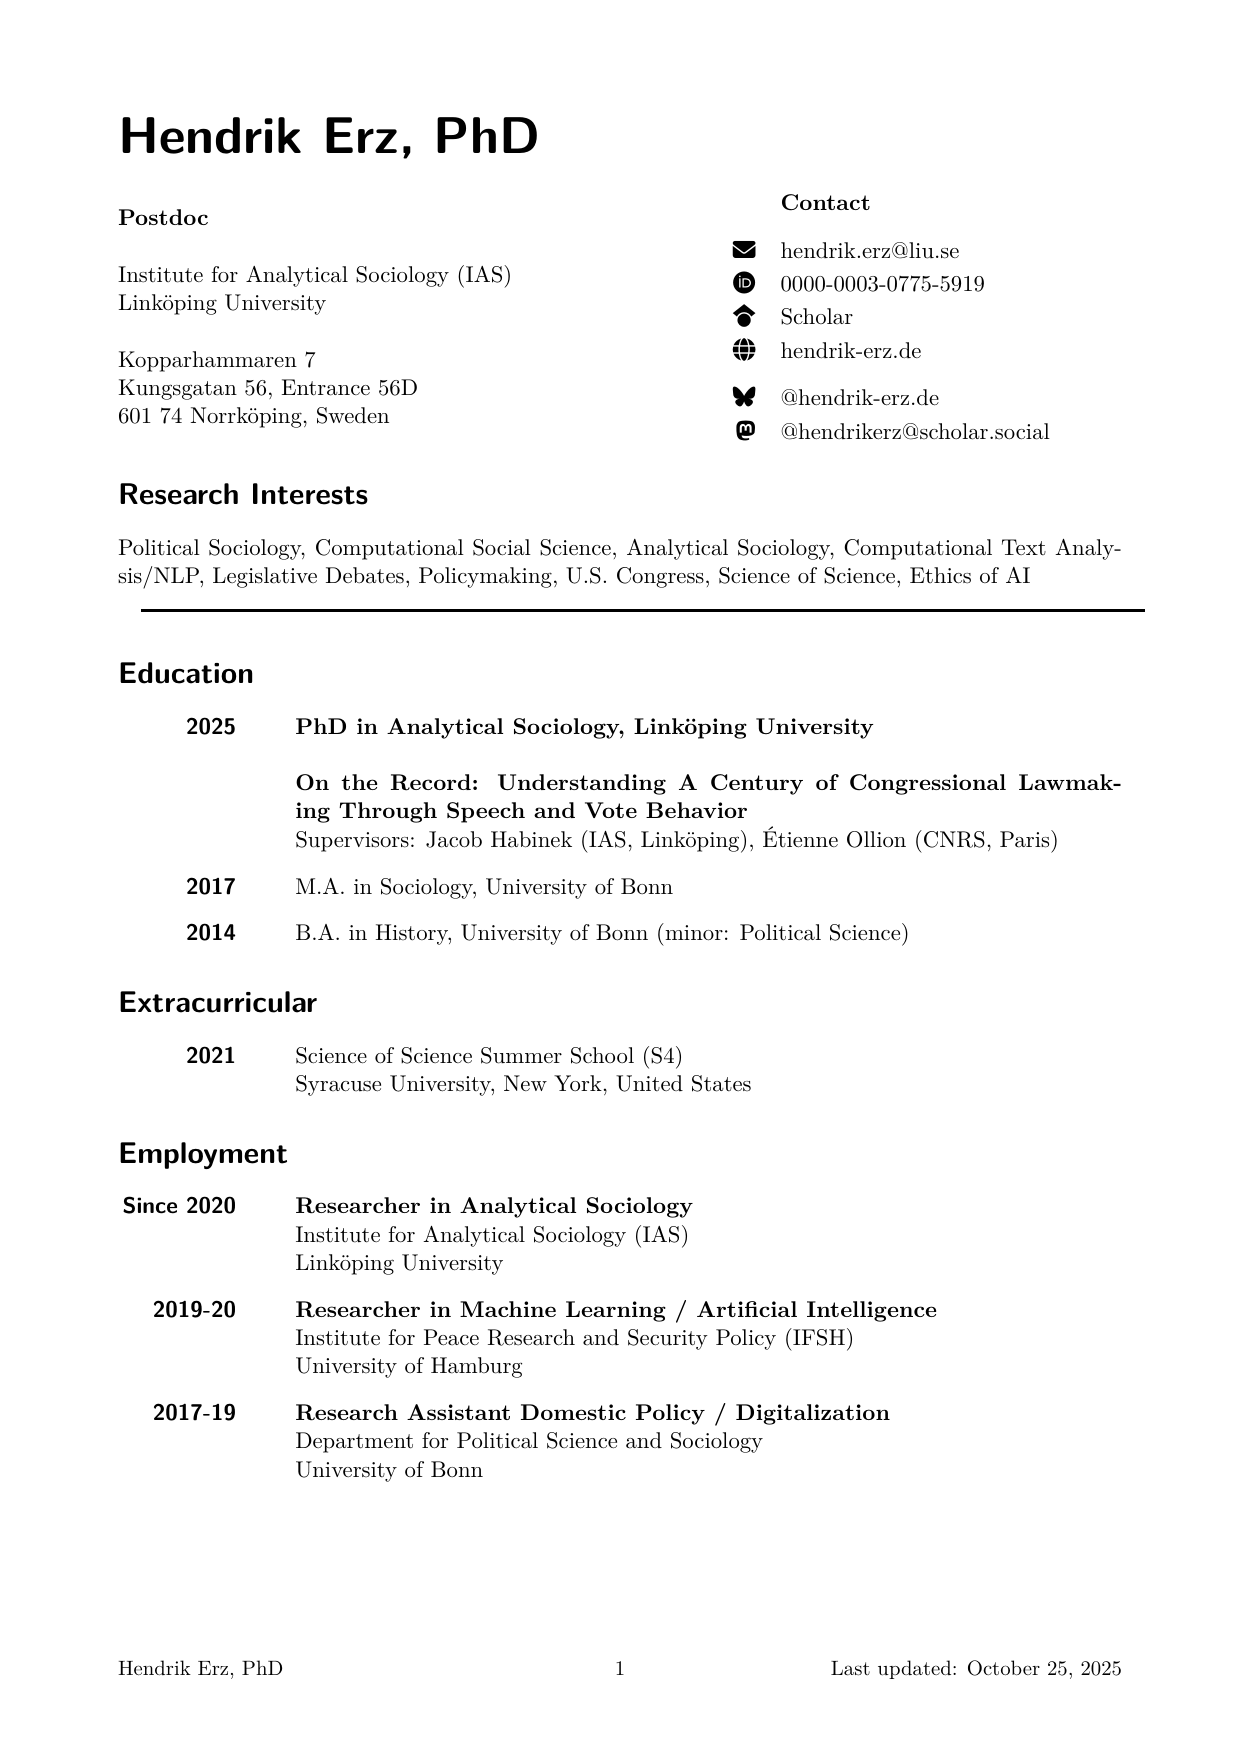 Hendrik Erz, PhD
Postdoc
Institute for Analytical Sociology (IAS)
Linköping University
Kopparhammaren 7
Kungsgatan 56, Entrance 56D
601 74 Norrköping, Sweden
Contact
hendrik.erz@liu.se
iD 0000-0003-0775-5919
Scholar
hendrik-erz.de
@hendrik-erz.de
@hendrikerz@scholar.social
Research Interests
Political Sociology, Computational Social Science, Analytical Sociology, Computational Text Analy-
sis/NLP, Legislative Debates, Policymaking, U.S. Congress, Science of Science, Ethics of AI
Education
2025 PhD in Analytical Sociology, Linköping University
On the Record: Understanding A Century of Congressional Lawmak-
ing Through Speech and Vote Behavior
Supervisors: Jacob Habinek (IAS, Linköping), Étienne Ollion (CNRS, Paris)
2017 M.A. in Sociology, University of Bonn
2014 B.A. in History, University of Bonn (minor: Political Science)
Extracurricular
2021 Science of Science Summer School (S4)
Syracuse University, New York, United States
Employment
Since 2020 Researcher in Analytical Sociology
Institute for Analytical Sociology (IAS)
Linköping University
2019-20 Researcher in Machine Learning / Artificial Intelligence
Institute for Peace Research and Security Policy (IFSH)
University of Hamburg
2017-19 Research Assistant Domestic Policy / Digitalization
Department for Political Science and Sociology
University of Bonn
Hendrik Erz, PhD 1 Last updated: October 25, 2025